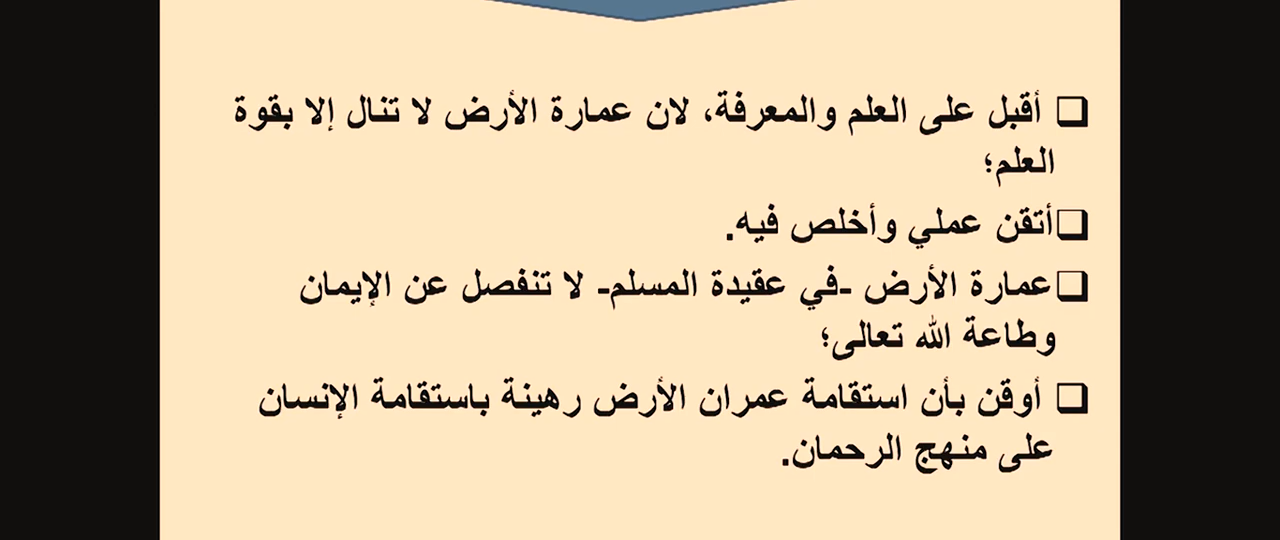 ❑ أقبل على العلم والمعرفة، لان عمارة الأرض لا تنال إلا بقوة
العلم؛
❑أتقن عملي وأخلص فيه.
❑عمارة الأرض -في عقيدة المسلم- لا تنفصل عن الإيمان
وطاعة الله تعالى؛
❑ أوقن بأن استقامة عمران الأرض رهينة باستقامة الإنسان
على منهج الرحمان.